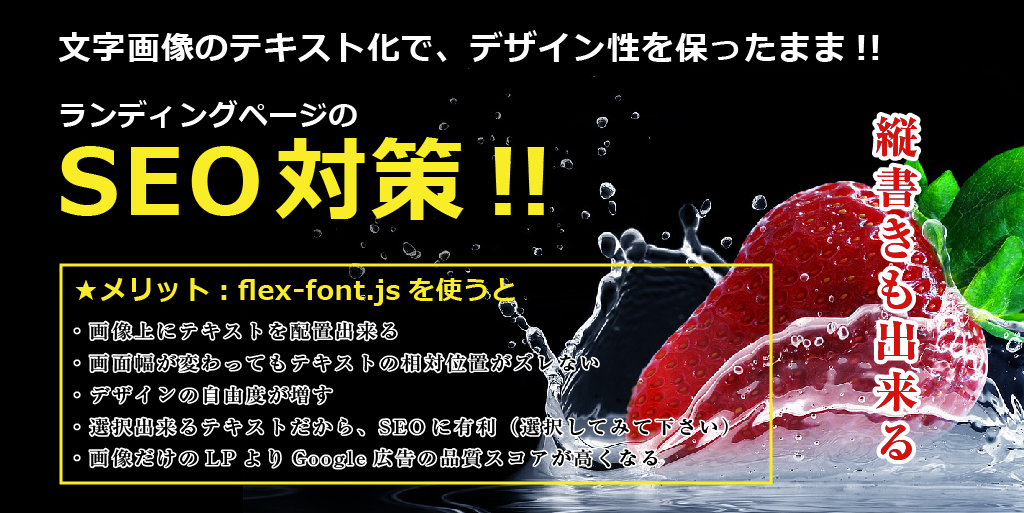 文字画像のテキスト化で、デザイン性を保ったまま!!
ランディングページの
SEO対策!!
縦書きも出来る
★メリット：flex-font.jsを使うと
・画像上にテキストを配置出来る
・画面幅が変わってもテキストの相対位置がズレない
・デザインの自由度が増す
・選択出来るテキストだから、SEOに有利（選択してみて下さい）
・画像だけのLPよりGoogle広告の品質スコアが高くなる